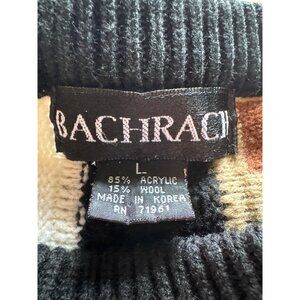 BACHRACH
L
85% ACRYLIC
15% WOOL
MADE IN KOREA
RN 71961